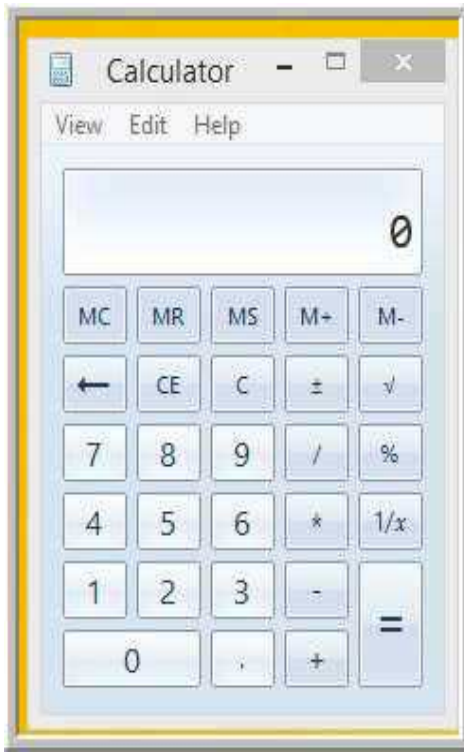 Calculator
View Edit Help
0
MC MR MS M+ M-
← CE C ± √
7 8 9 / %
4 5 6 * 1/x
1 2 3 - =
0 . +